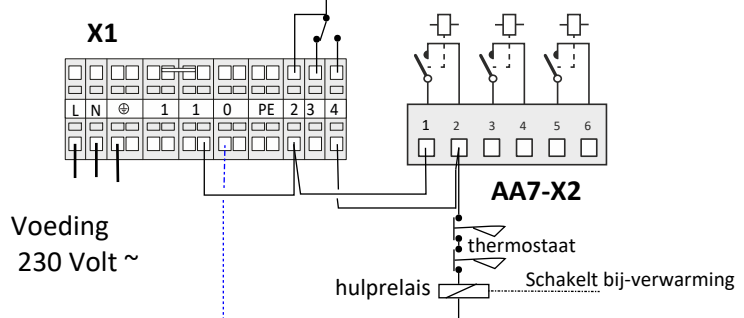 X1
L N ⏚ 1 1 0 PE 2 3 4
1 2 3 4 5 6
AA7-X2
Voeding
230 Volt ~
thermostaat
hulprelais
Schakelt bij-verwarming